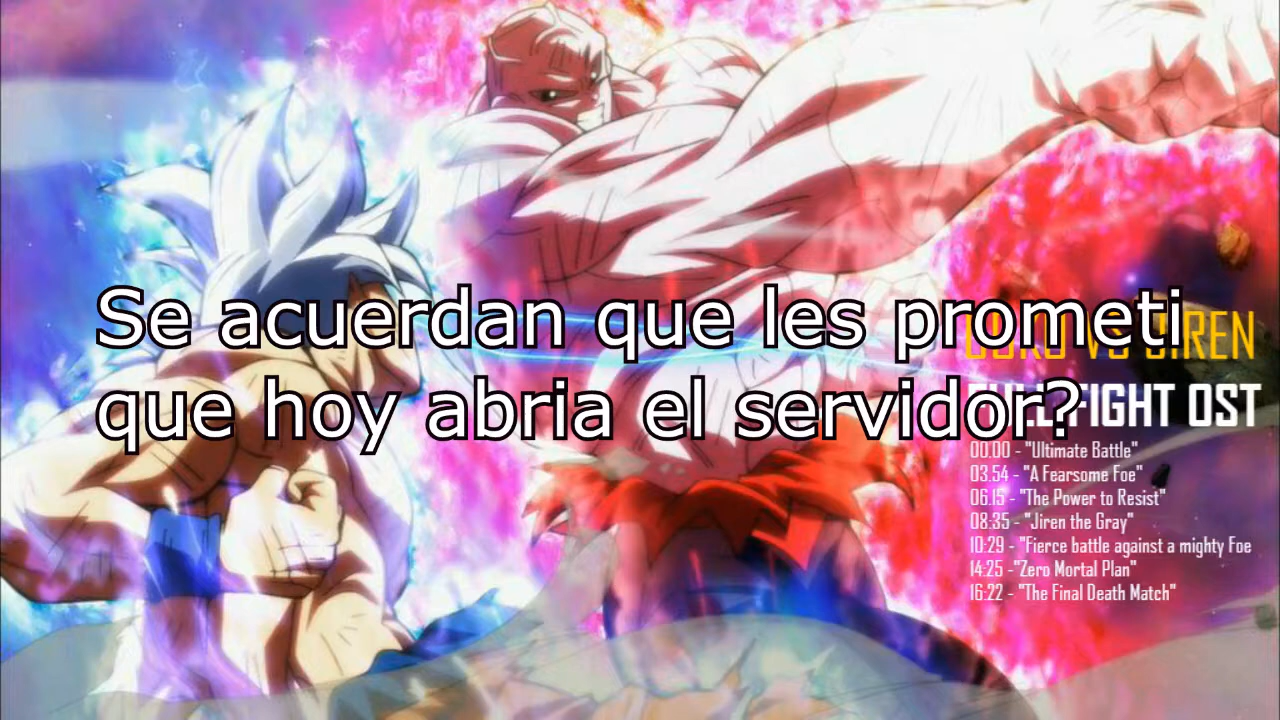 Se acuerdan que les prometi
que hoy abria el servidor?
VS JIREN
FIGHT OST
00.00 - "Ultimate Battle"
03.54 - "A Fearsome Foe"
06.15 - "The Power to Resist"
08:35 - "Jiren the Gray"
10:29 - "Fierce battle against a mighty Foe
14:25 -"Zero Mortal Plan"
16:22 - "The Final Death Match"